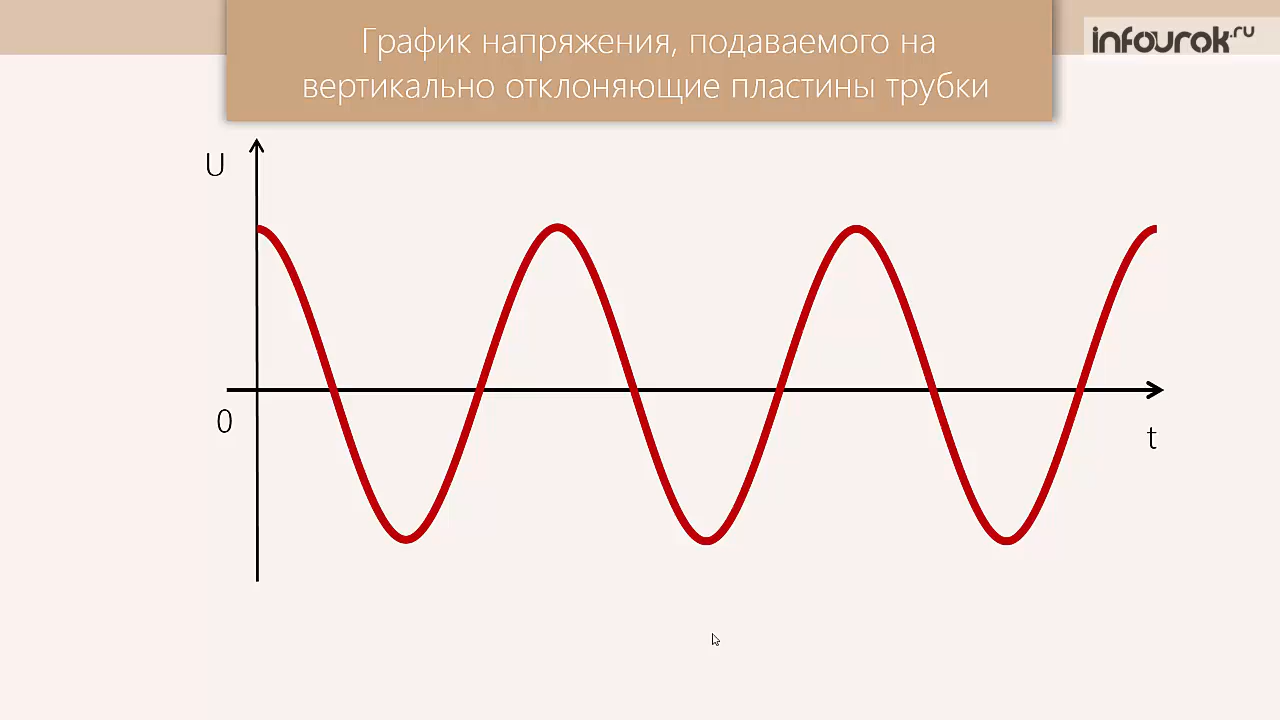 График напряжения, подаваемого на
вертикально отклоняющие пластины трубки
infourok.ru
U
0
t